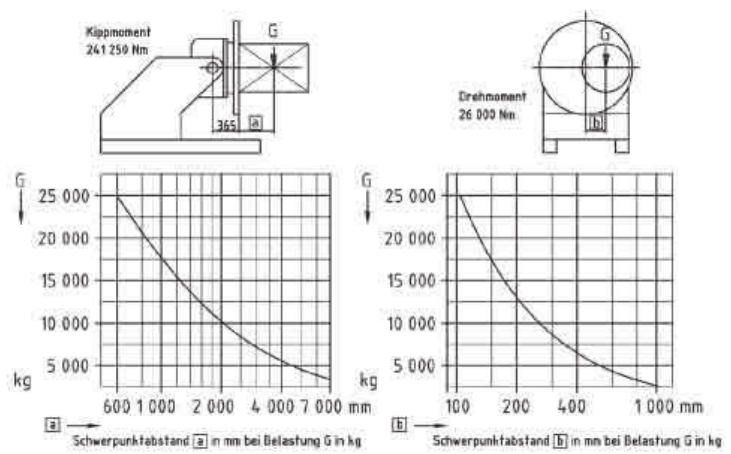 Kippmoment
241 250 Nm
G
365 a
Drehmoment
26 000 Nm
G
b
G
25 000
20 000
15 000
10 000
5 000
kg
600 1 000 2 000 4 000 7 000 mm
a
Schwerpunktabstand a in mm bei Belastung G in kg
G
25 000
20 000
15 000
10 000
5 000
kg
100 200 400 1 000 mm
b
Schwerpunktabstand b in mm bei Belastung G in kg